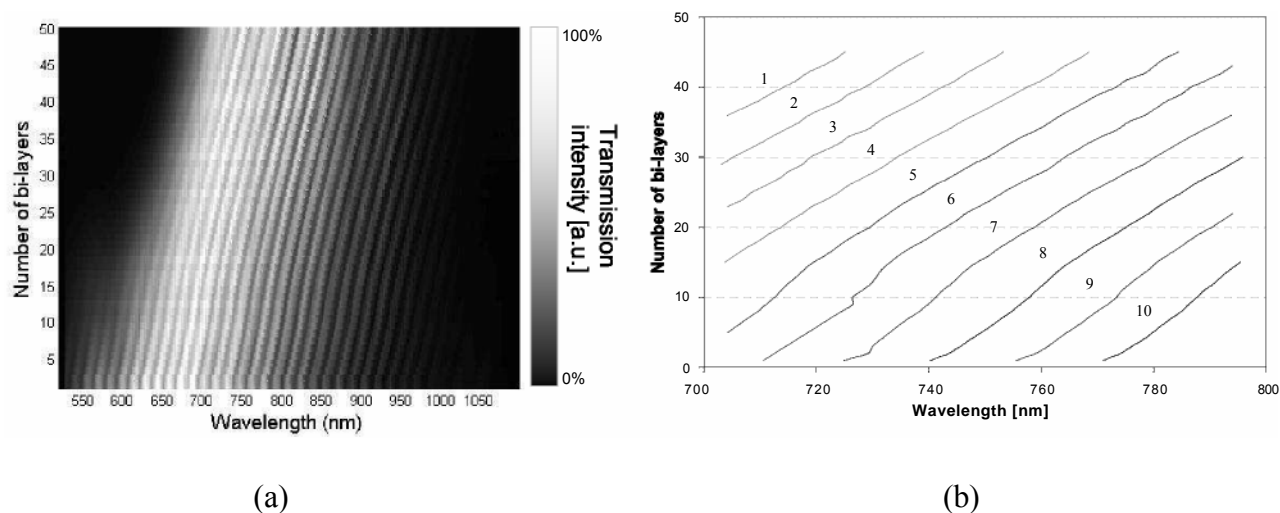 50
45
40
35
30
25
20
15
10
5
Number of bi-layers
550 600 650 700 750 800 850 900 950 1000 1050
Wavelength (nm)
100%
0%
Transmission
intensity [a.u.]
(a)
50
40
30
20
10
0
Number of bi-layers
1
2
3
4
5
6
7
8
9
10
700 720 740 760 780 800
Wavelength [nm]
(b)